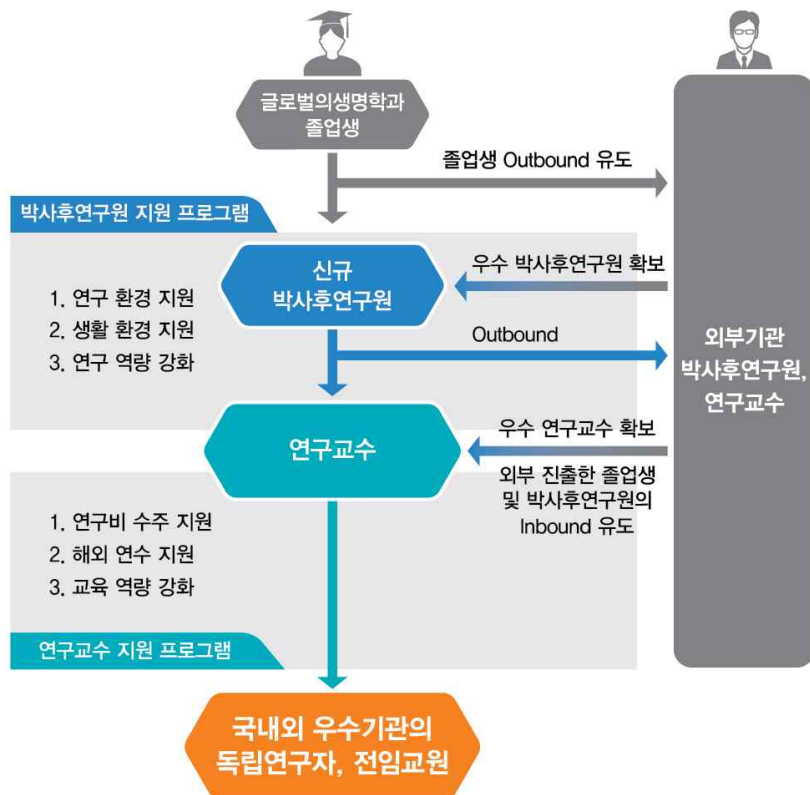 글로벌의생명학과
졸업생
졸업생 Outbound 유도
박사후연구원 지원 프로그램
신규
박사후연구원
우수 박사후연구원 확보
1. 연구 환경 지원
2. 생활 환경 지원
3. 연구 역량 강화
Outbound
외부기관
박사후연구원,
연구교수
연구교수
우수 연구교수 확보
외부 진출한 졸업생
및 박사후연구원의
Inbound 유도
1. 연구비 수주 지원
2. 해외 연수 지원
3. 교육 역량 강화
연구교수 지원 프로그램
국내외 우수기관의
독립연구자, 전임교원